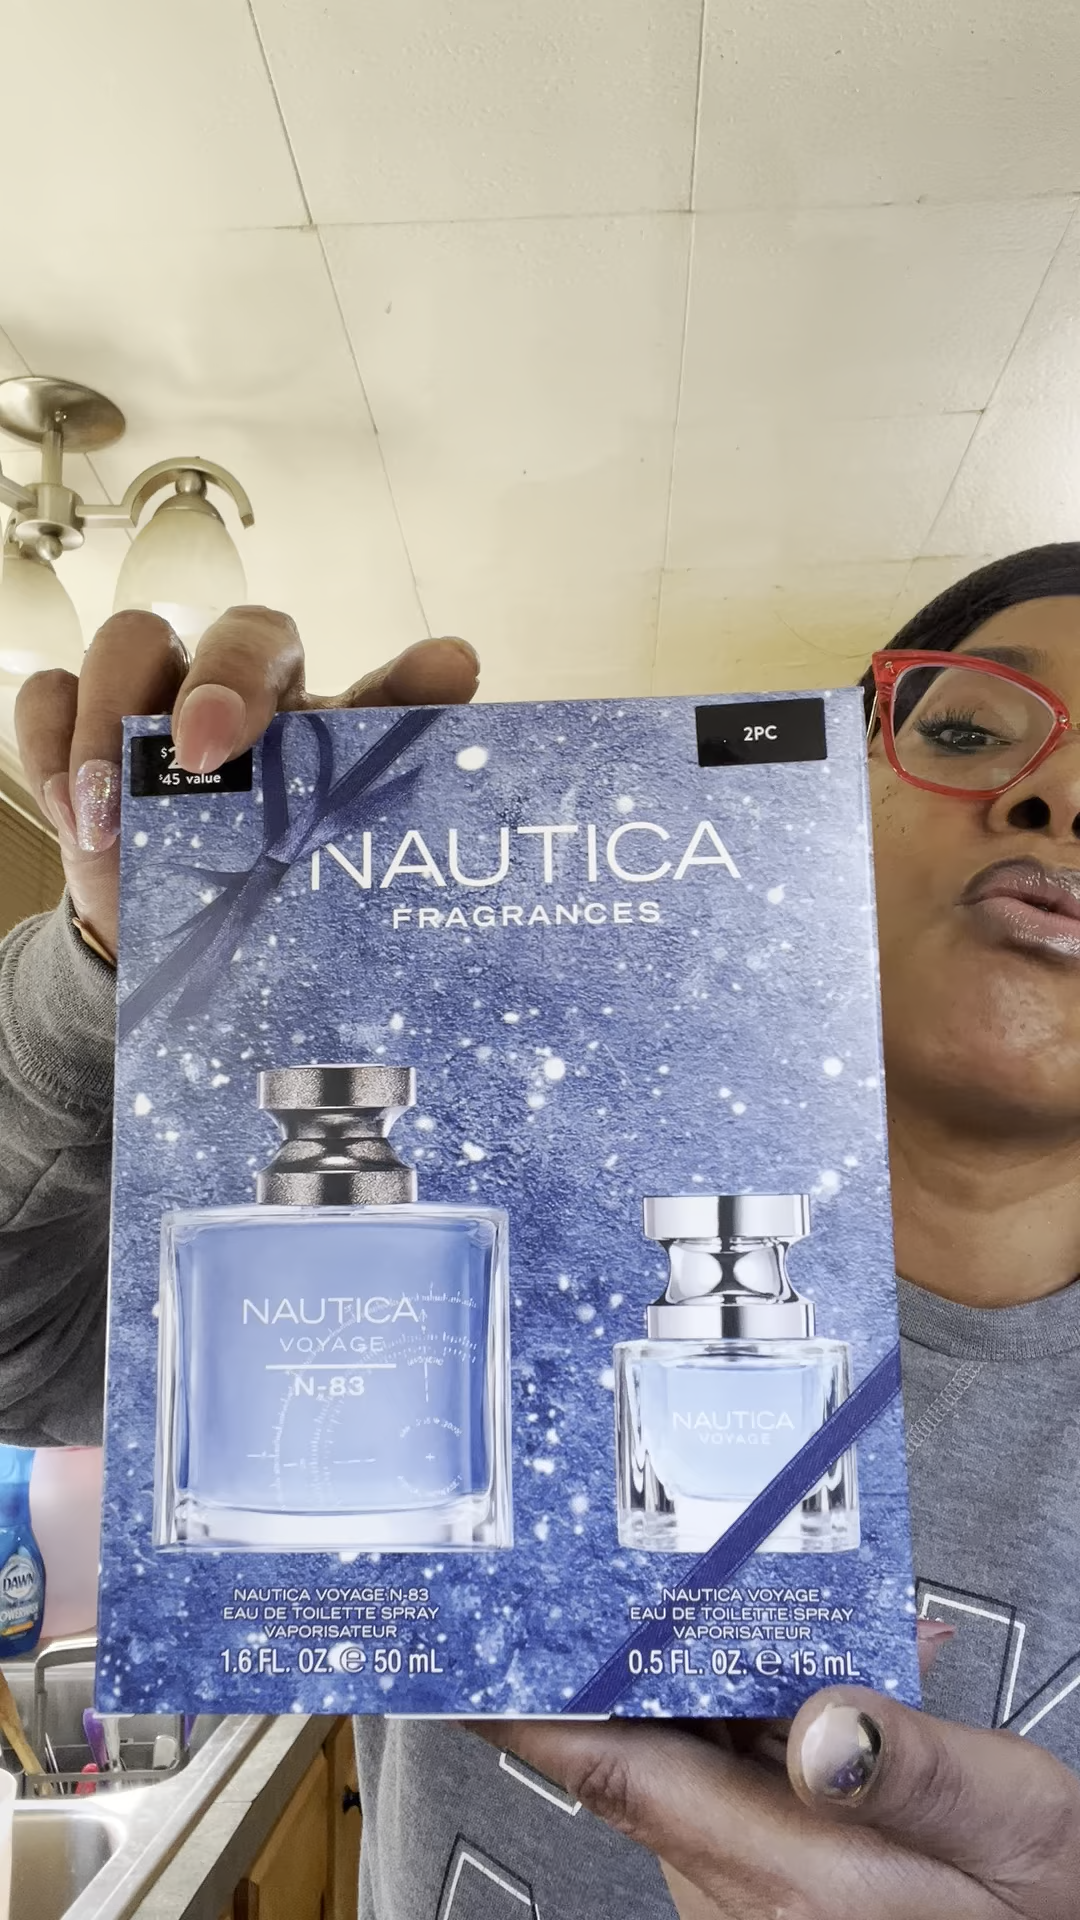 $45 value
2PC
NAUTICA
FRAGRANCES
NAUTICA
VOYAGE
N-83
NAUTICA
VOYAGE
NAUTICA VOYAGE N-83
EAU DE TOILETTE SPRAY
VAPORISATEUR
1.6 FL. OZ. ℮ 50 mL
NAUTICA VOYAGE
EAU DE TOILETTE SPRAY
VAPORISATEUR
0.5 FL. OZ. ℮ 15 mL
DAWN